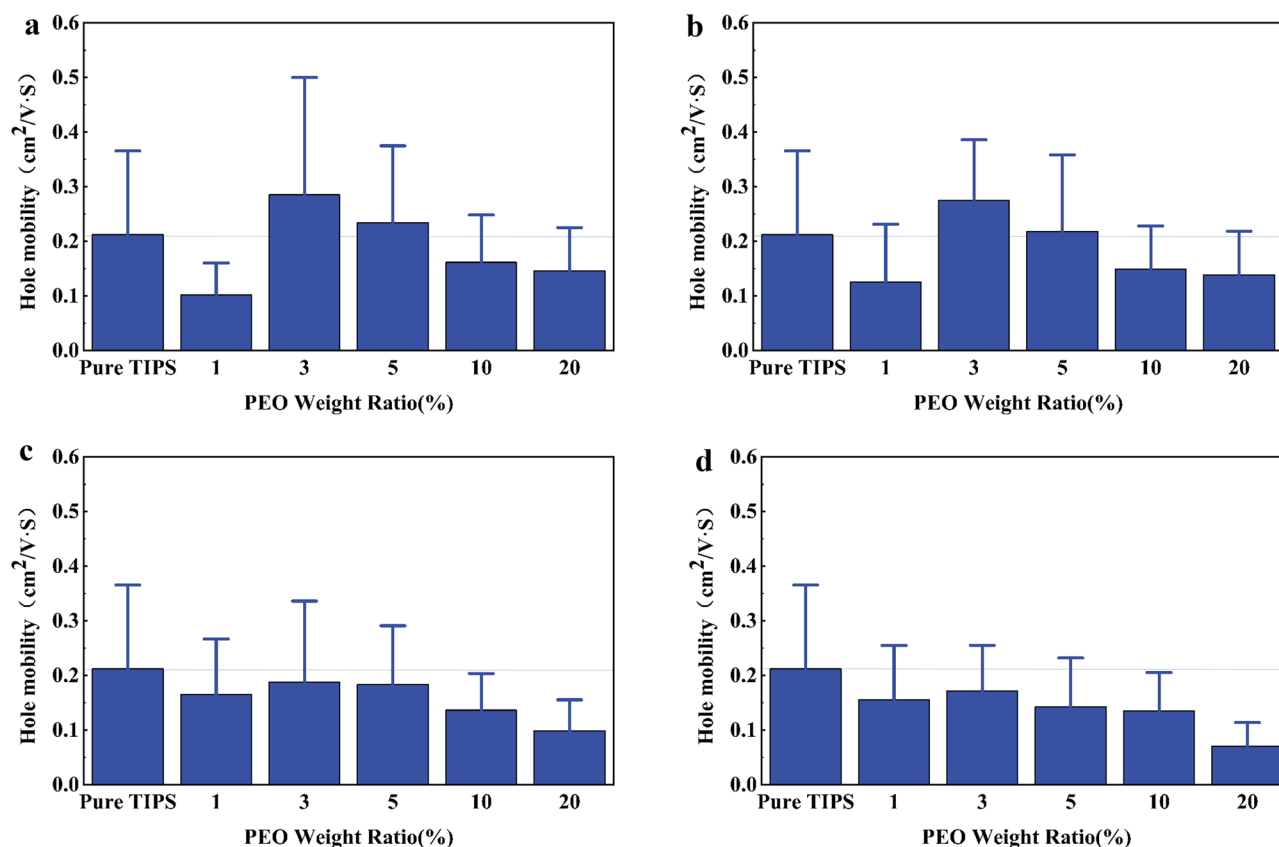 a
0.6
0.5
0.4
0.3
0.2
0.1
0.0
Hole mobility（cm²/V·S）
Pure TIPS 1 3 5 10 20
PEO Weight Ratio(%)
b
0.6
0.5
0.4
0.3
0.2
0.1
0.0
Hole mobility（cm²/V·S）
Pure TIPS 1 3 5 10 20
PEO Weight Ratio(%)
c
0.6
0.5
0.4
0.3
0.2
0.1
0.0
Hole mobility（cm²/V·S）
Pure TIPS 1 3 5 10 20
PEO Weight Ratio(%)
d
0.6
0.5
0.4
0.3
0.2
0.1
0.0
Hole mobility（cm²/V·S）
Pure TIPS 1 3 5 10 20
PEO Weight Ratio(%)